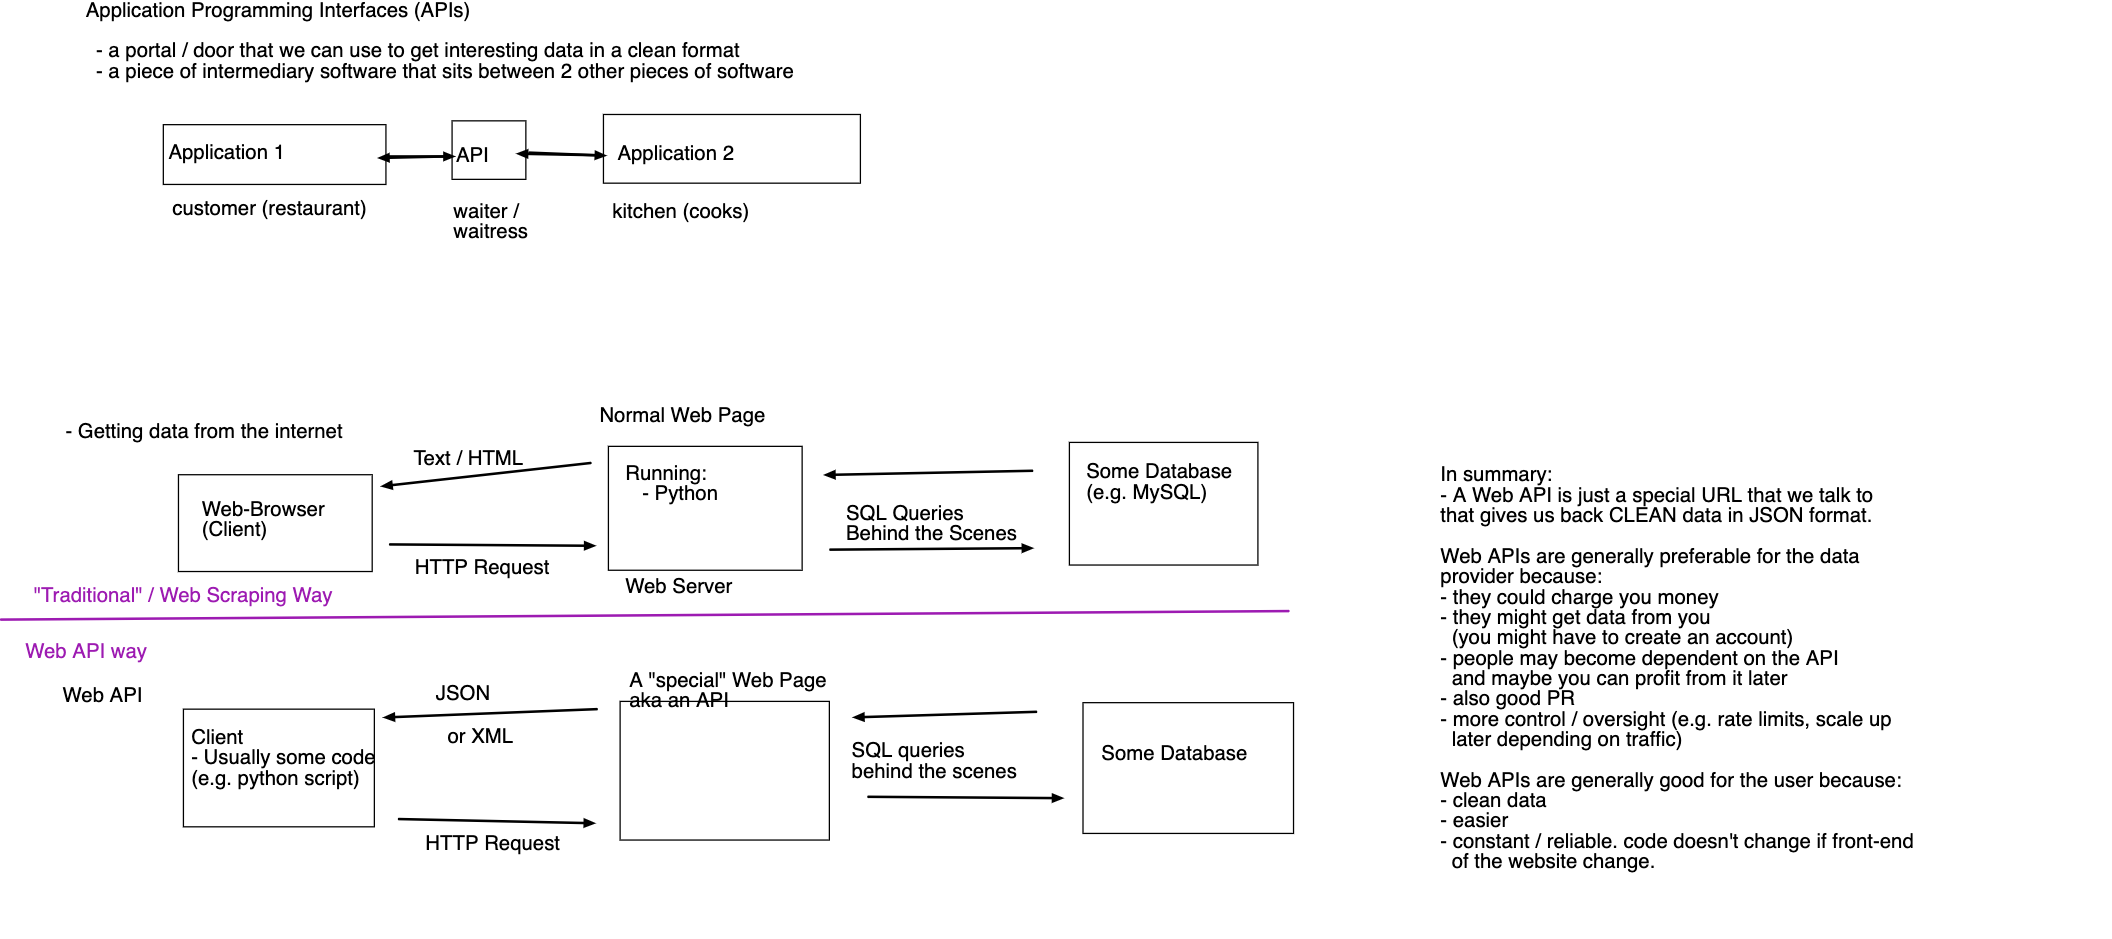 Application Programming Interfaces (APIs)
- a portal / door that we can use to get interesting data in a clean format
- a piece of intermediary software that sits between 2 other pieces of software
Application 1
API
Application 2
customer (restaurant)
waiter /
waitress
kitchen (cooks)
- Getting data from the internet
Normal Web Page
Text / HTML
Web-Browser
(Client)
HTTP Request
Running:
- Python
Web Server
SQL Queries
Behind the Scenes
Some Database
(e.g. MySQL)
"Traditional" / Web Scraping Way
Web API way
Web API
JSON
or XML
A "special" Web Page
aka an API
Client
- Usually some code
(e.g. python script)
HTTP Request
SQL queries
behind the scenes
Some Database
In summary:
- A Web API is just a special URL that we talk to
that gives us back CLEAN data in JSON format.
Web APIs are generally preferable for the data
provider because:
- they could charge you money
- they might get data from you
(you might have to create an account)
- people may become dependent on the API
and maybe you can profit from it later
- also good PR
- more control / oversight (e.g. rate limits, scale up
later depending on traffic)
Web APIs are generally good for the user because:
- clean data
- easier
- constant / reliable. code doesn't change if front-end
of the website change.